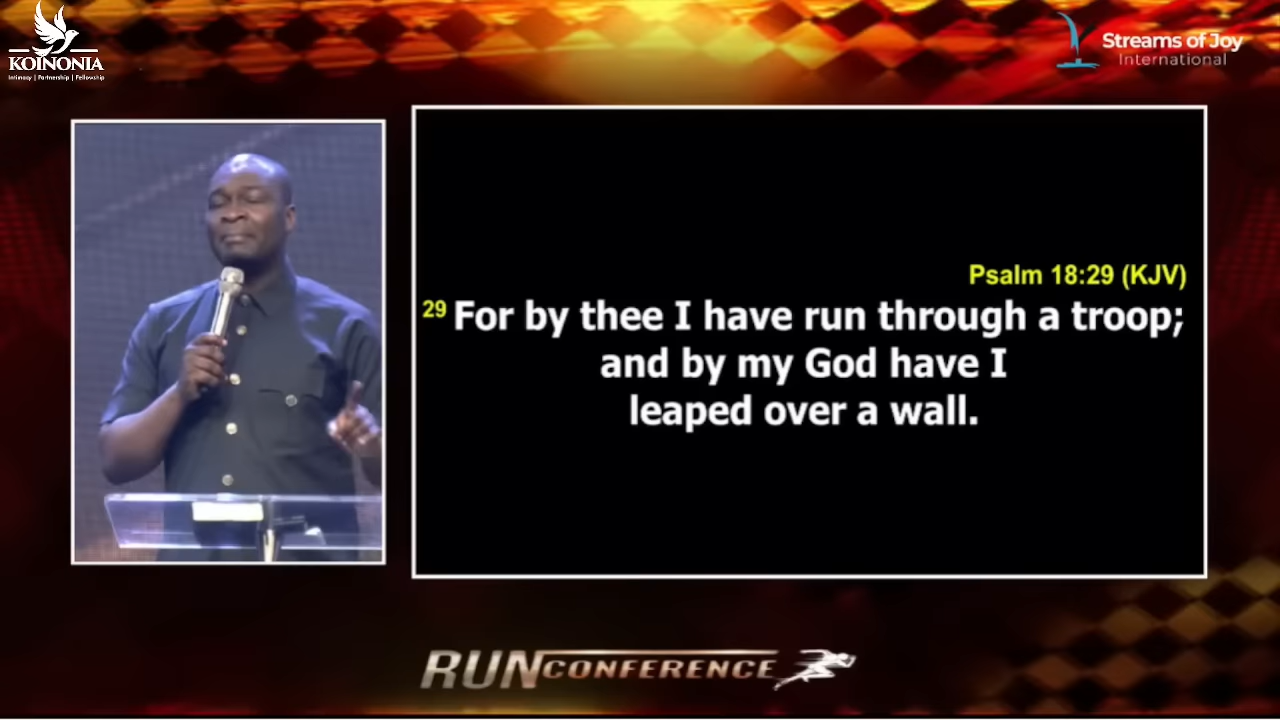 KOINONIA
Intimacy | Partnership | Fellowship
Streams of Joy
International
Psalm 18:29 (KJV)
29 For by thee I have run through a troop;
and by my God have I
leaped over a wall.
RUN CONFERENCE